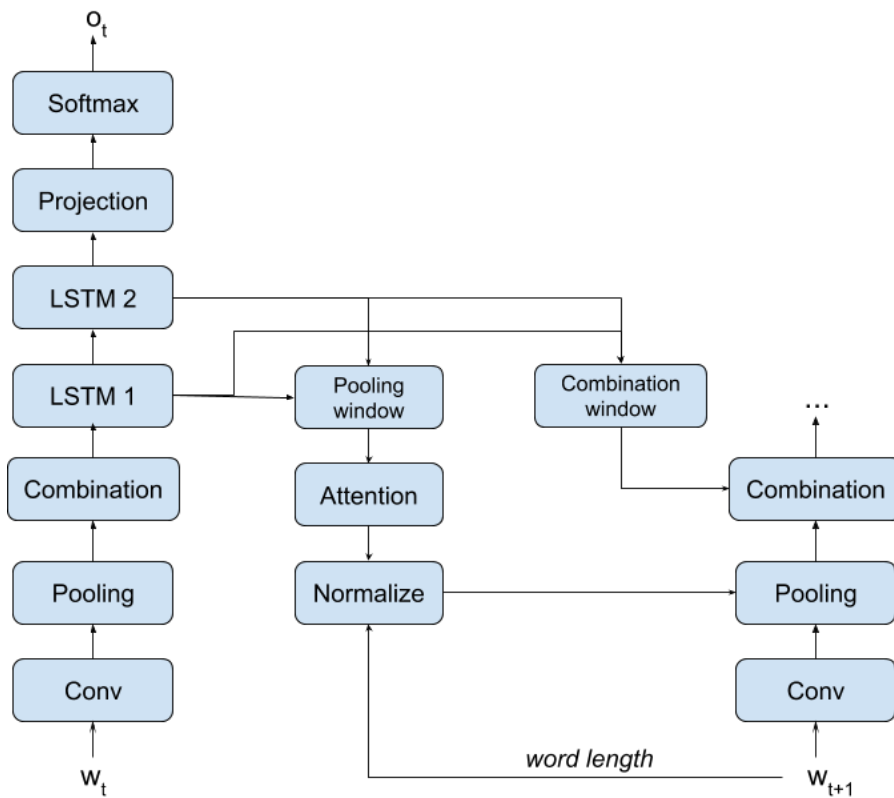 o_t
Softmax
Projection
LSTM 2
LSTM 1
Combination
Pooling
Conv
w_t
Pooling
window
Attention
Normalize
Combination
window
...
Combination
Pooling
Conv
word length
w_{t+1}